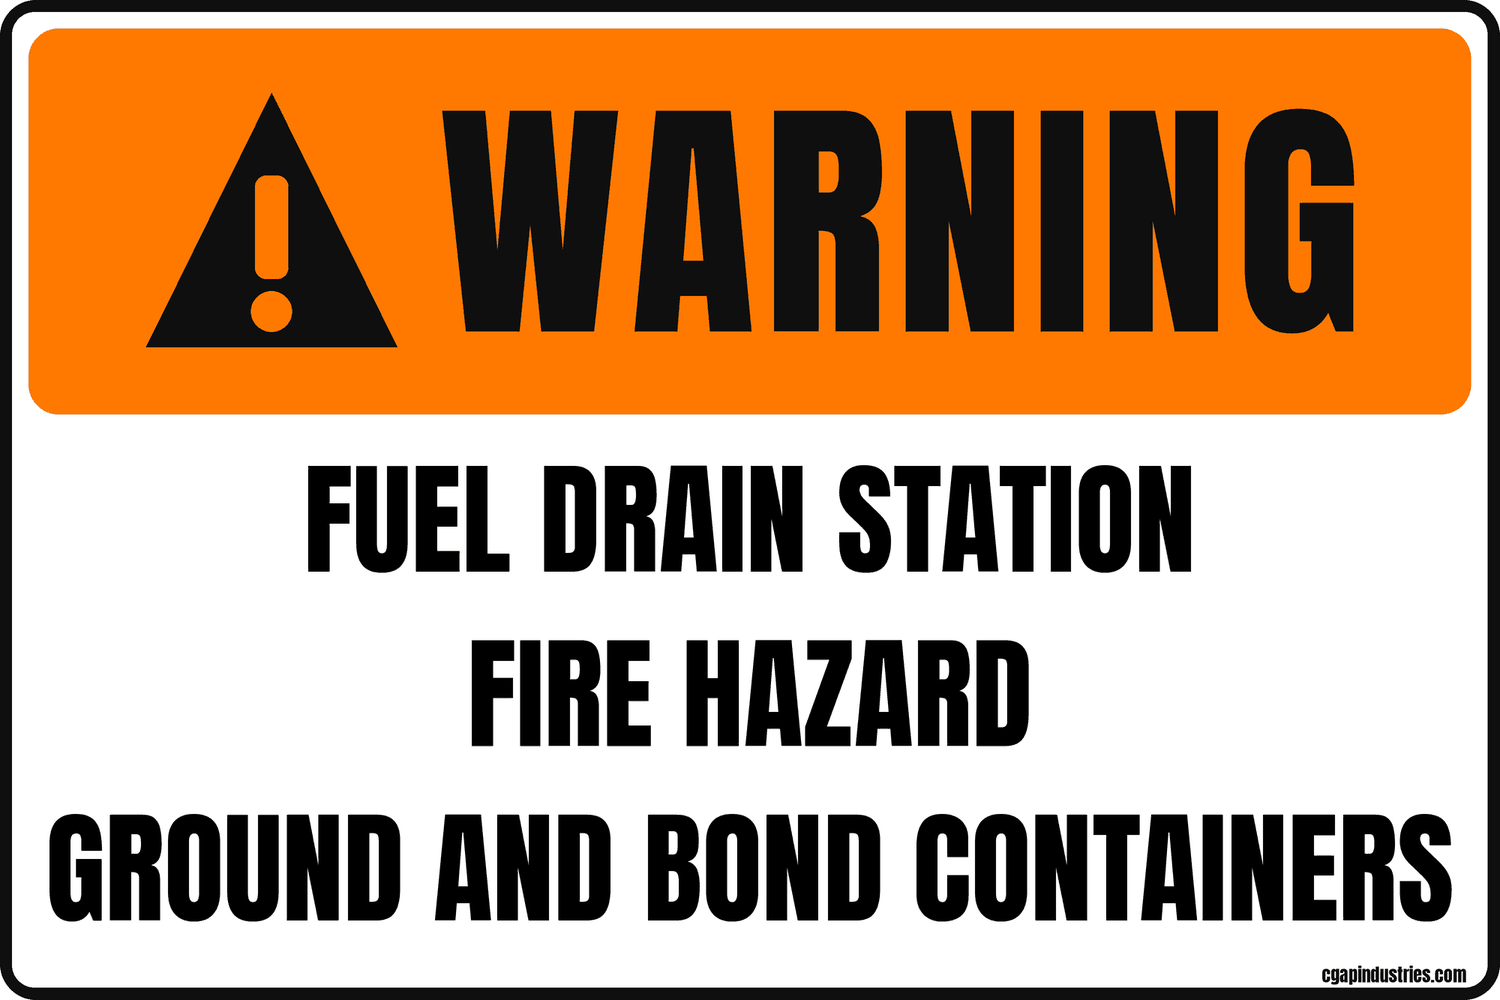 WARNING
FUEL DRAIN STATION
FIRE HAZARD
GROUND AND BOND CONTAINERS
cgapindustries.com